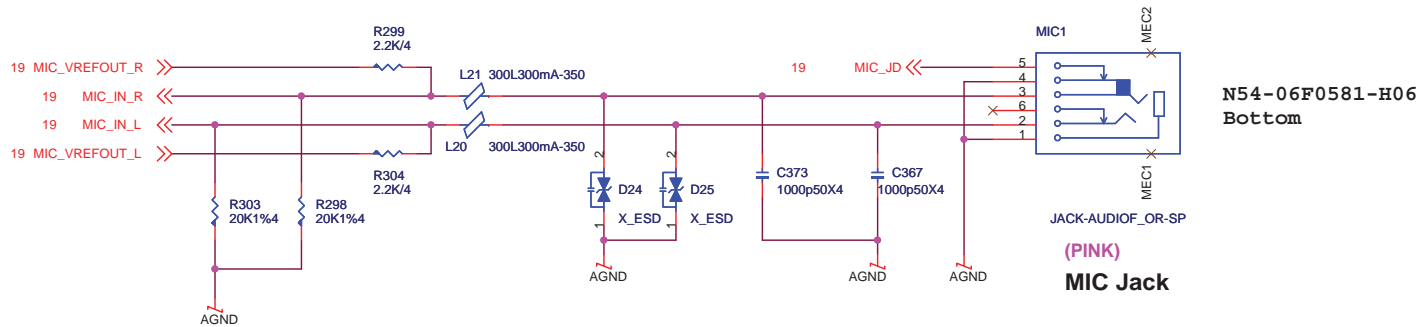 R299
2.2K/4
MIC1
MEC2
19 MIC_VREFOUT_R
L21 300L300mA-350
19 MIC_JD
5
4
19 MIC_IN_R
3
N54-06F0581-H06
Bottom
6
19 MIC_IN_L
2
1
19 MIC_VREFOUT_L
L20 300L300mA-350
R304
2.2K/4
MEC1
2
2
R303
20K1%4
R298
20K1%4
D24
X_ESD
D25
X_ESD
1
1
C373
1000p50X4
C367
1000p50X4
JACK-AUDIOF_OR-SP
(PINK)
MIC Jack
AGND
AGND
AGND
AGND